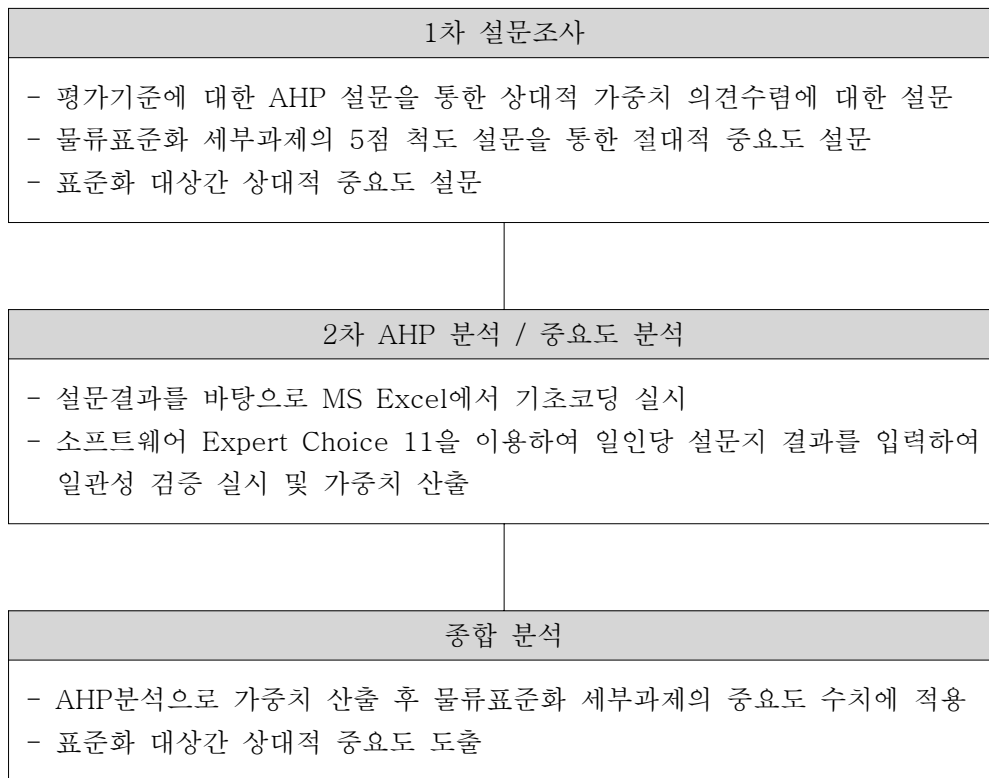 1차 설문조사
- 평가기준에 대한 AHP 설문을 통한 상대적 가중치 의견수렴에 대한 설문
- 물류표준화 세부과제의 5점 척도 설문을 통한 절대적 중요도 설문
- 표준화 대상간 상대적 중요도 설문
2차 AHP 분석 / 중요도 분석
- 설문결과를 바탕으로 MS Excel에서 기초코딩 실시
- 소프트웨어 Expert Choice 11을 이용하여 일인당 설문지 결과를 입력하여
일관성 검증 실시 및 가중치 산출
종합 분석
- AHP분석으로 가중치 산출 후 물류표준화 세부과제의 중요도 수치에 적용
- 표준화 대상간 상대적 중요도 도출